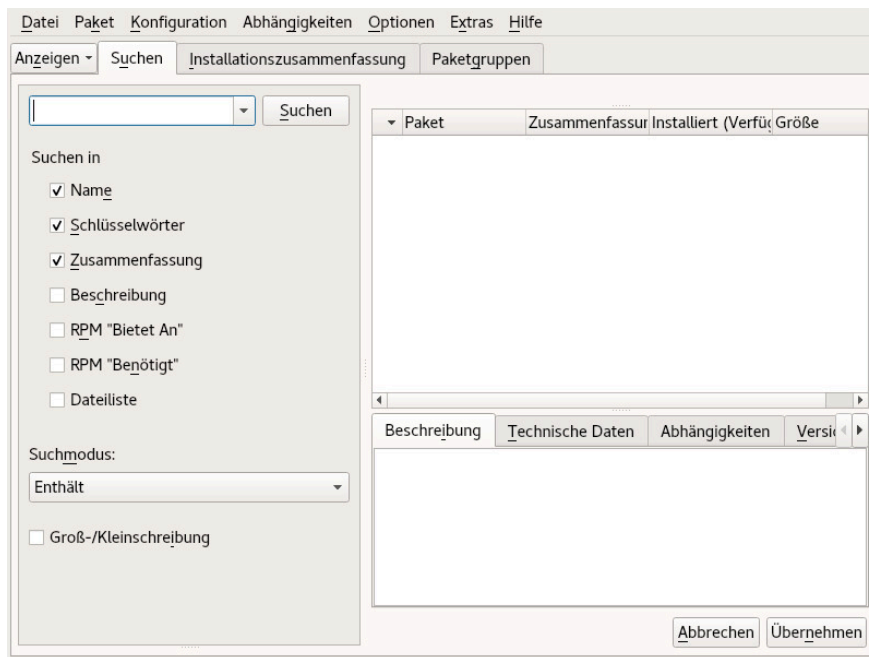 Datei Paket Konfiguration Abhängigkeiten Optionen Extras Hilfe
Anzeigen Suchen Installationszusammenfassung Paketgruppen
Suchen
Suchen in
Name
Schlüsselwörter
Zusammenfassung
Beschreibung
RPM "Bietet An"
RPM "Benötigt"
Dateiliste
Suchmodus:
Enthält
Groß-/Kleinschreibung
Paket Zusammenfassur Installiert (Verfüg Größe
Beschreibung Technische Daten Abhängigkeiten Versic
Abbrechen Übernehmen